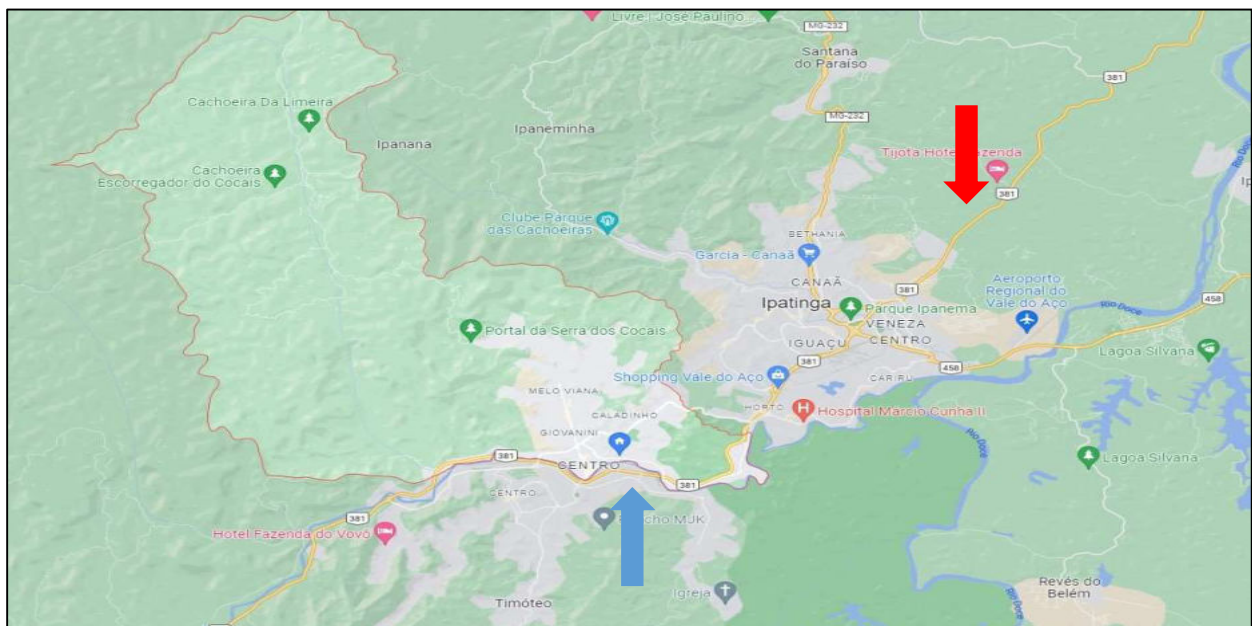 Livre I José Paulino
MG-232
Santana
do Paraíso
381
Cachoeira Da Limeira
Ipaneminha
MG-232
Ipanana
Tijota Hotel Fazenda
Cachoeira
Escorregador do Cocais
381
Clube Parque
das Cachoeiras
BETHANIA
Garcia - Canaã
CANAÃ
381
Aeroporto
Regional do
Vale do Aço
Rio Doce
458
Ipatinga
Parque Ipanema
VENEZA
Rio Doce
Portal da Serra dos Cocais
IGUAÇU
CENTRO
381
458
Lagoa Silvana
Shopping Vale do Aço
CARIRU
MELO VIANA
HORTO
Hospital Márcio Cunha II
CALADINHO
GIOVANINI
Rio Doce
381
CENTRO
Lagoa Silvana
381
CENTRO
381
Hotel Fazenda do Vovô
MJK
Revés do
Belém
Igreja
Timóteo
Rio Doce